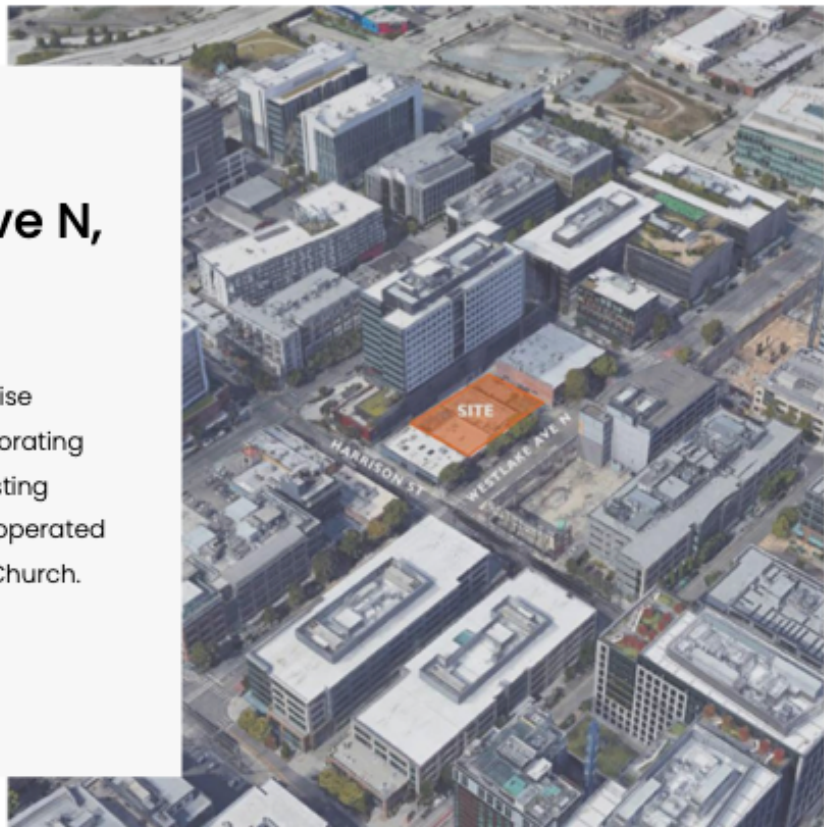 ve N,
ise
orating
sting
operated
Church.
SITE
HARRISON ST
WESTLAKE AVE N